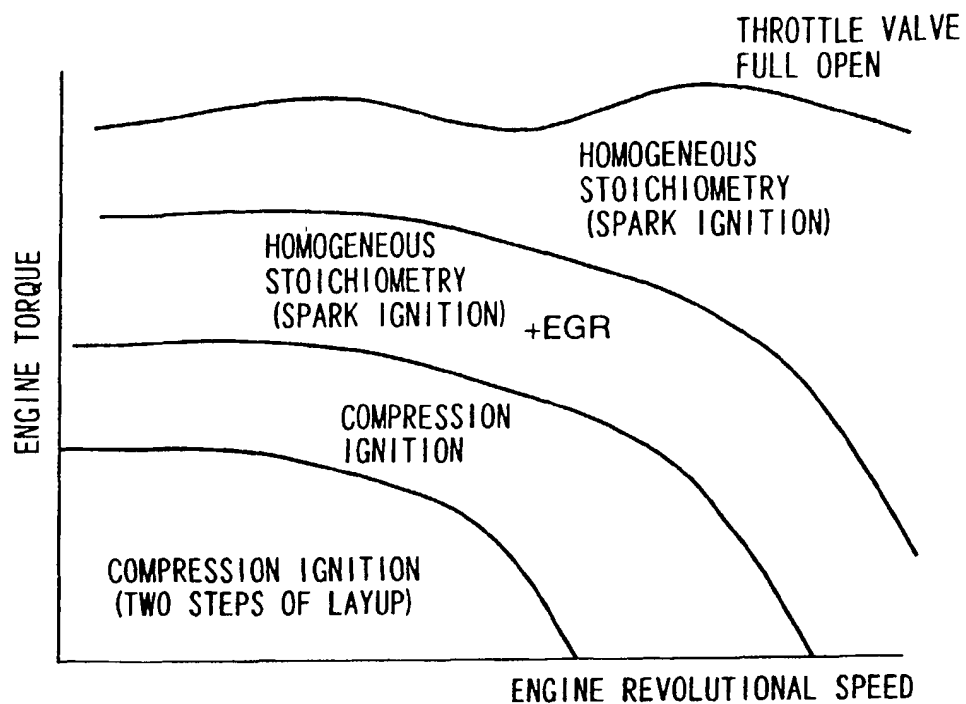 THROTTLE VALVE
FULL OPEN
HOMOGENEOUS
STOICHIOMETRY
(SPARK IGNITION)
HOMOGENEOUS
STOICHIOMETRY
(SPARK IGNITION) +EGR
COMPRESSION
IGNITION
COMPRESSION IGNITION
(TWO STEPS OF LAYUP)
ENGINE TORQUE
ENGINE REVOLUTIONAL SPEED